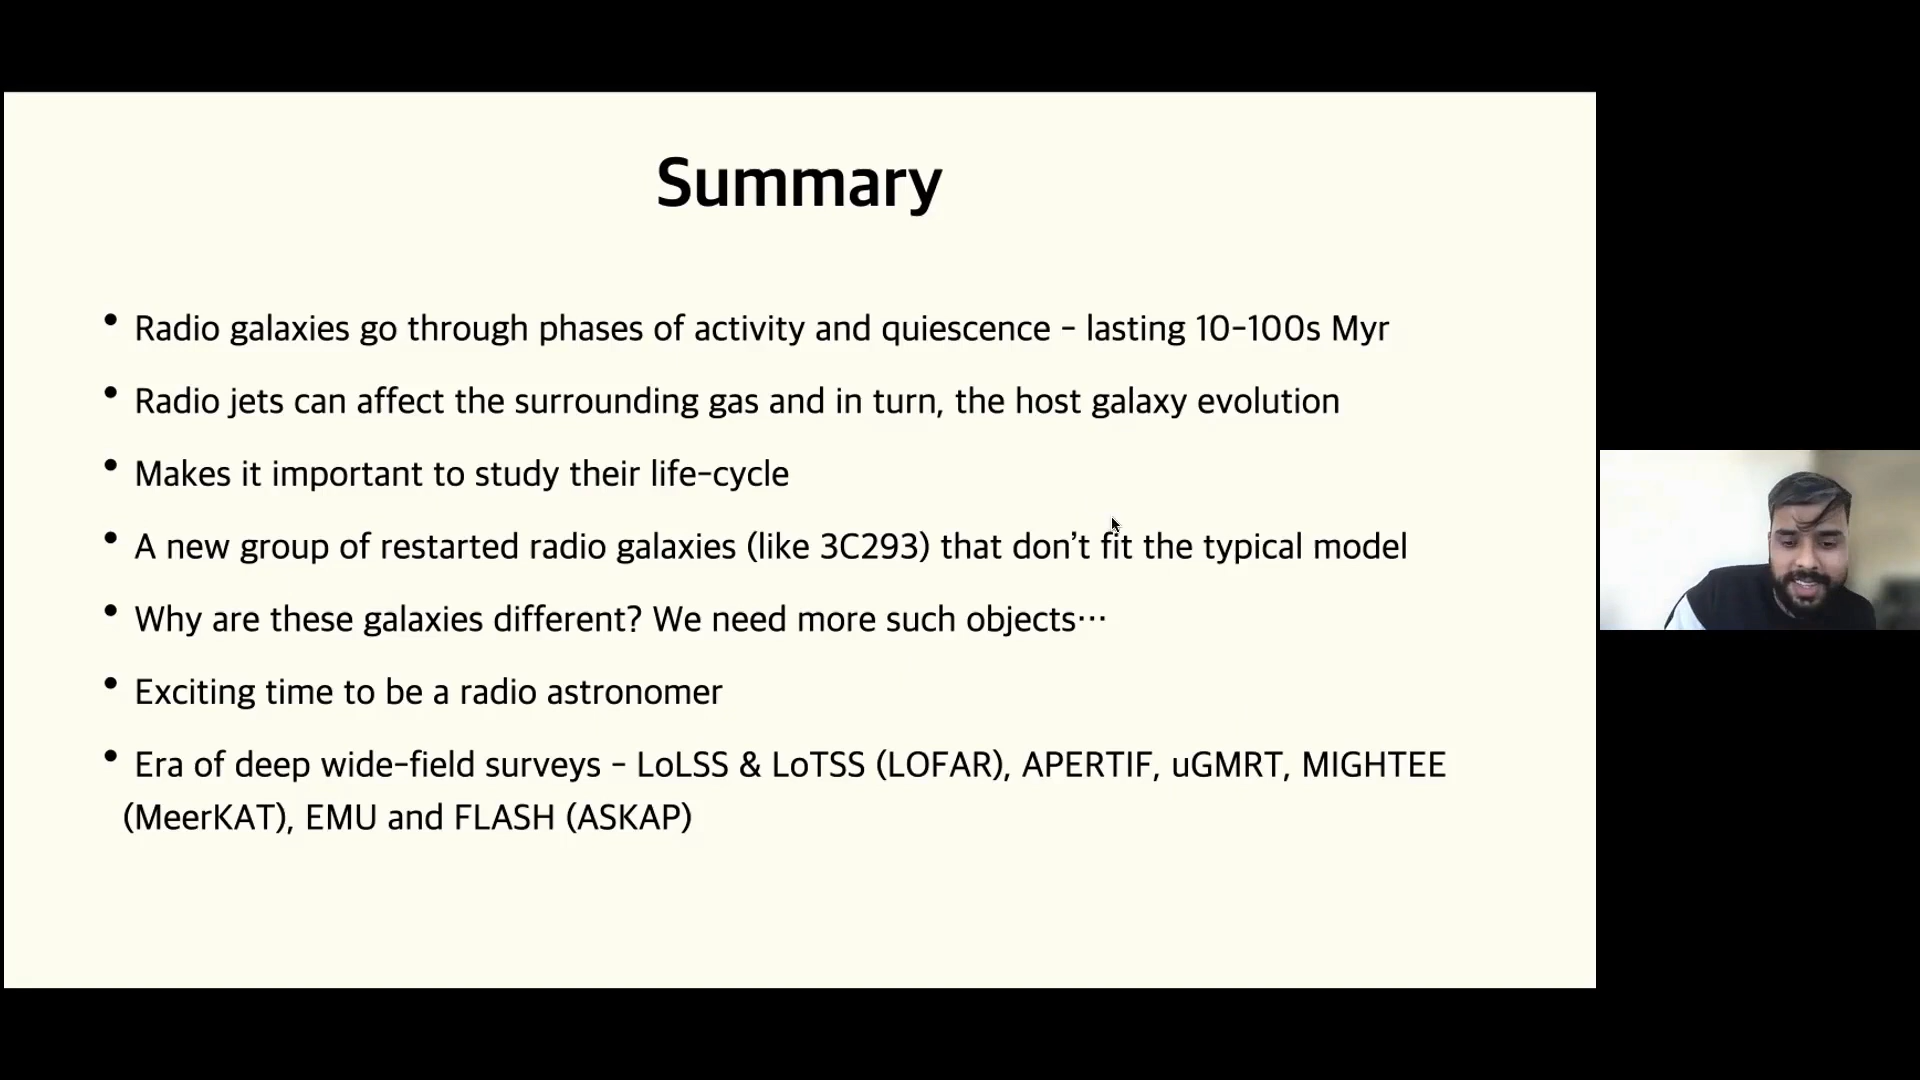 Summary
• Radio galaxies go through phases of activity and quiescence - lasting 10-100s Myr
• Radio jets can affect the surrounding gas and in turn, the host galaxy evolution
• Makes it important to study their life-cycle
• A new group of restarted radio galaxies (like 3C293) that don’t fit the typical model
• Why are these galaxies different? We need more such objects⋯
• Exciting time to be a radio astronomer
• Era of deep wide-field surveys - LoLSS & LoTSS (LOFAR), APERTIF, uGMRT, MIGHTEE
(MeerKAT), EMU and FLASH (ASKAP)